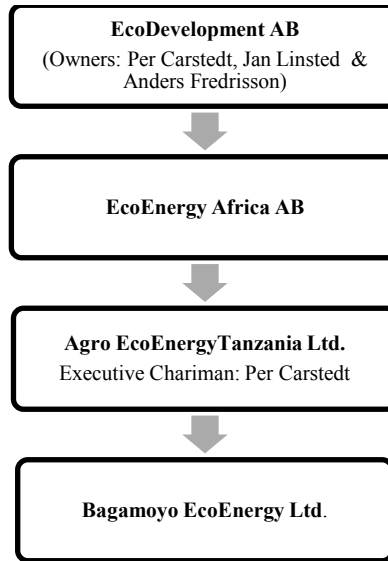 EcoDevelopment AB
(Owners: Per Carstedt, Jan Linsted &
Anders Fredrisson)
EcoEnergy Africa AB
Agro EcoEnergyTanzania Ltd.
Executive Chariman: Per Carstedt
Bagamoyo EcoEnergy Ltd.